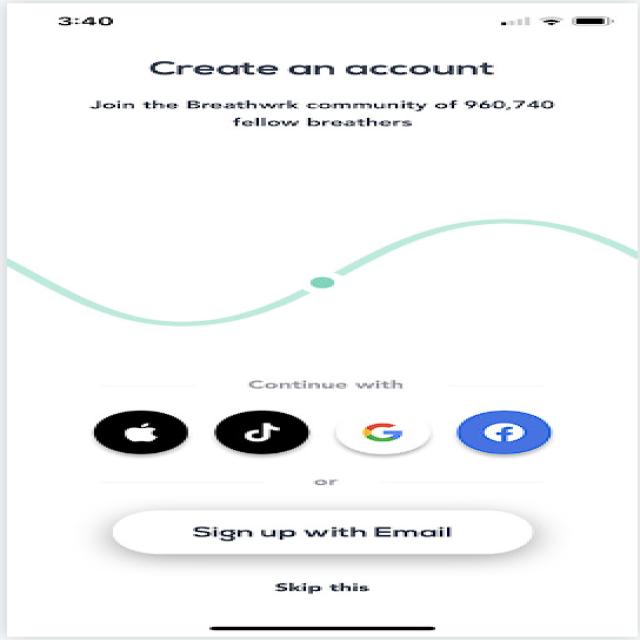 3:40
Create an account
Join the Breathwrk community of 960,740
fellow breathers
Continue with
or
Sign up with Email
Skip this